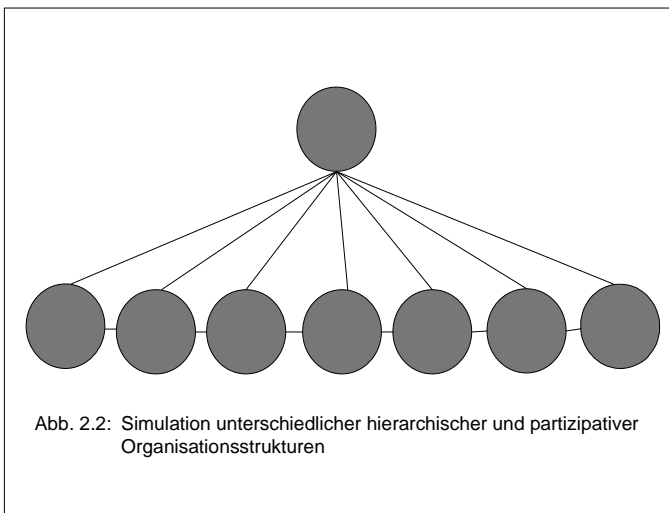 Abb. 2.2: Simulation unterschiedlicher hierarchischer und partizipativer
Organisationsstrukturen